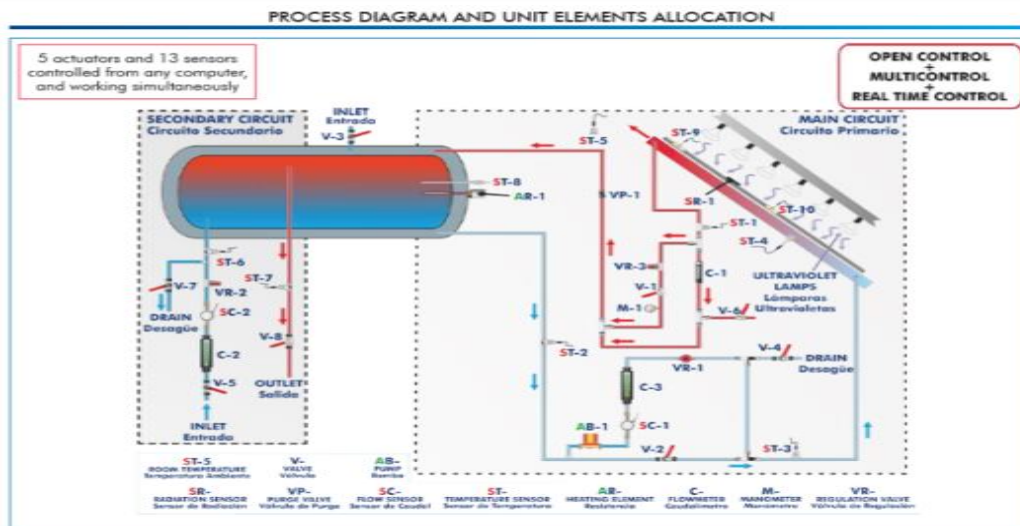 PROCESS DIAGRAM AND UNIT ELEMENTS ALLOCATION
5 actuators and 13 sensors
controlled from any computer,
and working simultaneously
OPEN CONTROL
+
MULTICONTROL
+
REAL TIME CONTROL
SECONDARY CIRCUIT
Circuito Secundario
INLET
Entrada
V-3
MAIN CIRCUIT
Circuito Primario
ST-5
ST-9
ST-8
AR-1
VP-1
SR-1
ST-10
ST-1
ST-4
ST-6
ST-7
VR-3
C-1
V-1
M-1
V-6
ULTRAVIOLET
LAMPS
Lámparas
Ultravioletas
V-7
VR-2
DRAIN
Desagüe
SC-2
V-8
C-2
V-5
OUTLET
Salida
INLET
Entrada
ST-2
V-4
DRAIN
Desagüe
VR-1
C-3
AB-1
SC-1
V-2
ST-3
ST-5
ROOM TEMPERATURE
Temperatura Ambiente
V-
VALVE
Válvula
AB-
PUMP
Bomba
SR-
RADIATION SENSOR
Sensor de Radiación
VP-
PURGE VALVE
Válvula de Purga
SC-
FLOW SENSOR
Sensor de Caudal
ST-
TEMPERATURE SENSOR
Sensor de Temperatura
AR-
HEATING ELEMENT
Resistencia
C-
FLOWMETER
Caudalímetro
M-
MANOMETER
Manómetro
VR-
REGULATION VALVE
Válvula de Regulación